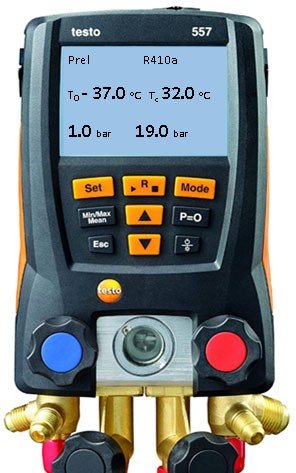 testo 557
Prel R410a
To - 37.0 °C Tc 32.0 °C
1.0 bar 19.0 bar
Set ▸ R ■ Mode
Min/Max
Mean
P=O
Esc
testo